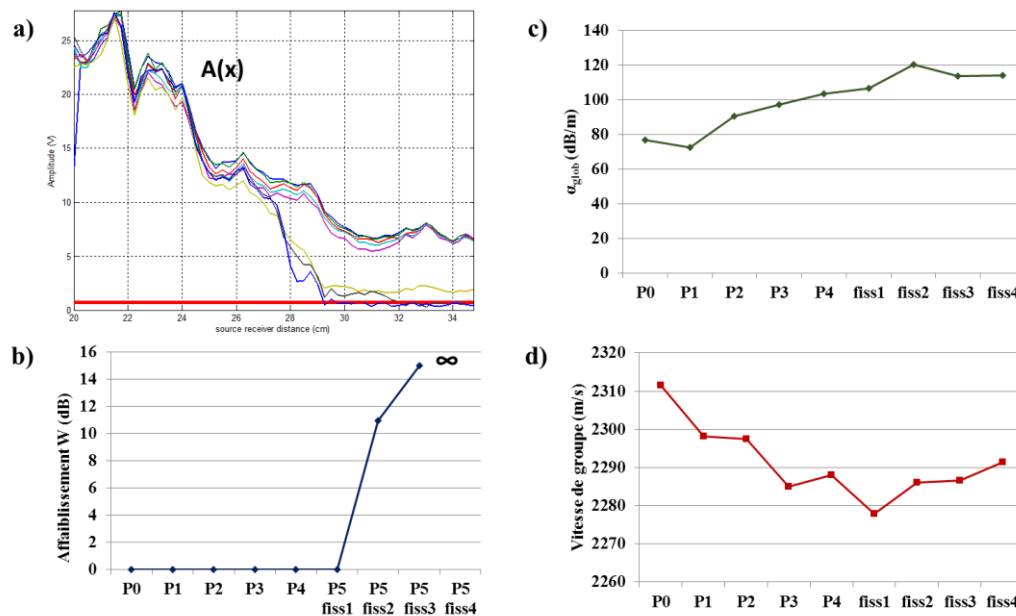 a)
A(x)
25
20
15
10
5
0
Amplitude (V)
20
22
24
26
28
30
32
34
source receiver distance (cm)
b)
Affaiblissement W (dB)
16
14
12
10
8
6
4
2
0
∞
P0 P1 P2 P3 P4 P5 P5 P5 P5
fiss1 fiss2 fiss3 fiss4
c)
αglob (dB/m)
140
120
100
80
60
40
20
0
P0 P1 P2 P3 P4 fiss1 fiss2 fiss3 fiss4
d)
Vitesse de groupe (m/s)
2320
2310
2300
2290
2280
2270
2260
P0 P1 P2 P3 P4 fiss1 fiss2 fiss3 fiss4